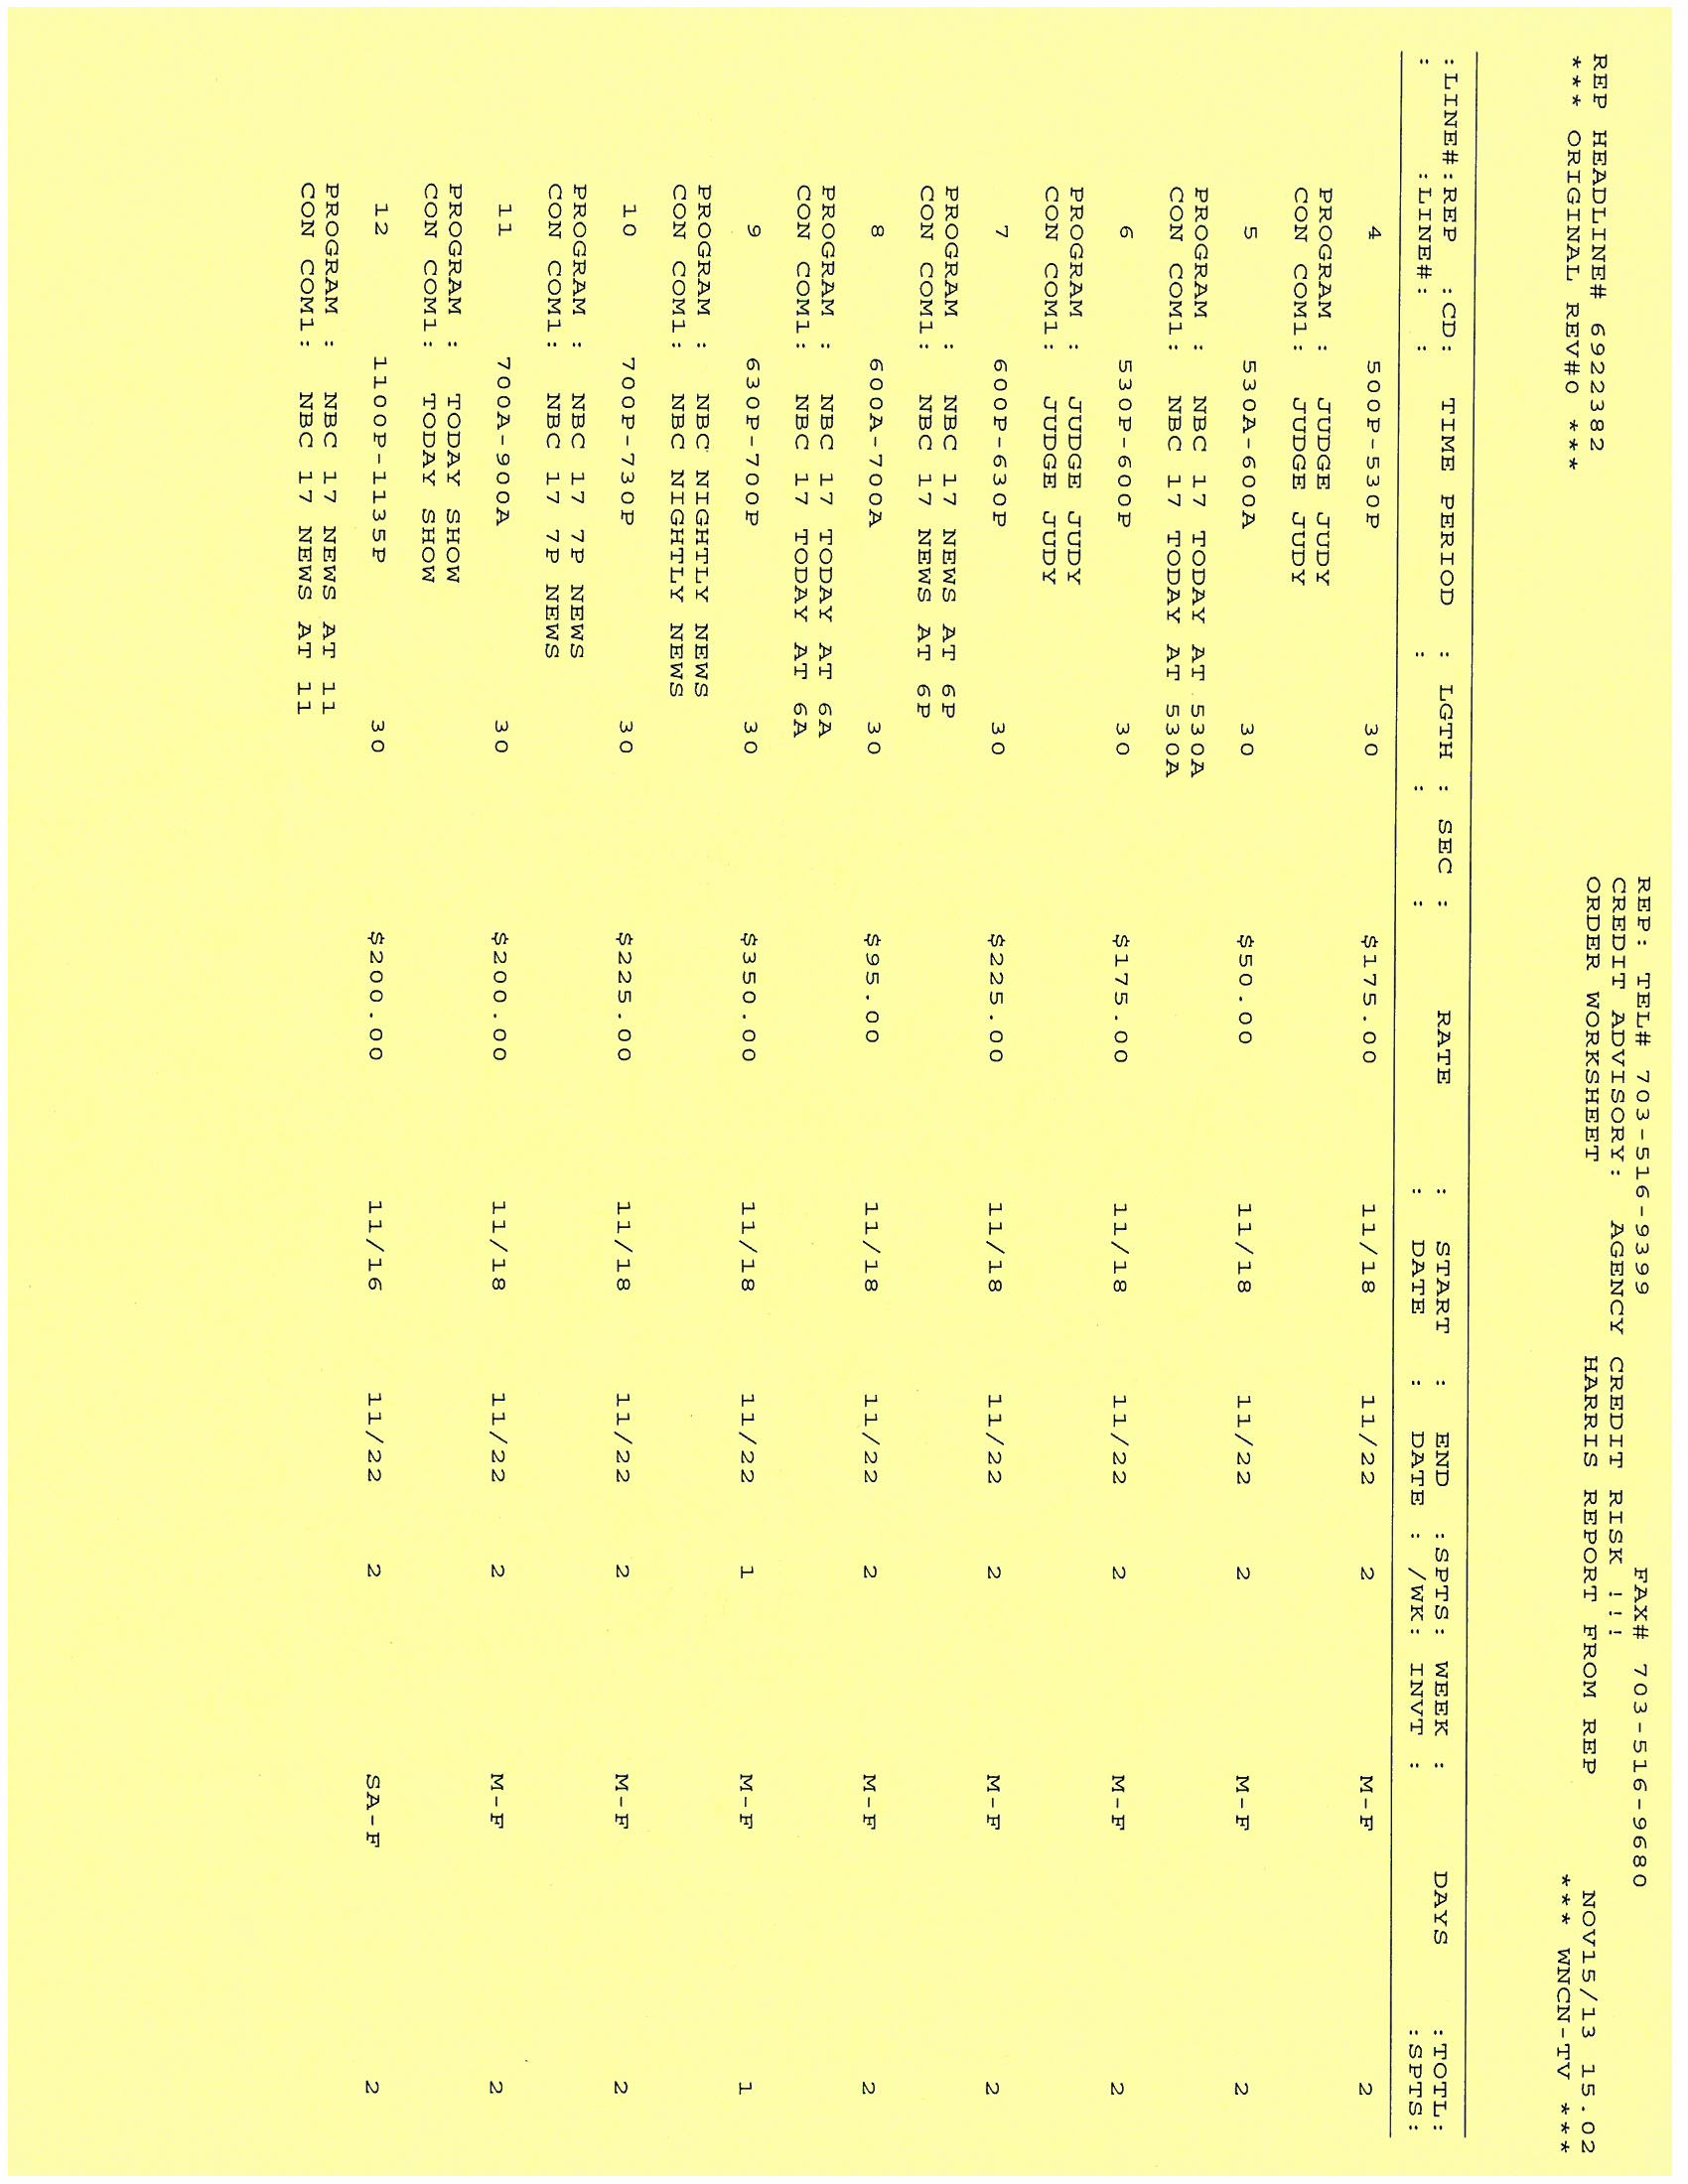 REP: TEL# 703-516-9399 FAX# 703-516-9680
CREDIT ADVISORY: AGENCY CREDIT RISK !!!
REP HEADLINE# 6922382 ORDER WORKSHEET HARRIS REPORT FROM REP NOV15/13 15.02
*** ORIGINAL REV#0 *** *** WNCN-TV ***
:LINE#:REP :CD: TIME PERIOD : LGTH : SEC : RATE : START : END :SPTS: WEEK : DAYS :TOTL:
: :LINE#: : : : : : DATE : DATE : /WK: INVT : :SPTS:
4 500P-530P 30 $175.00 11/18 11/22 2 M-F 2
PROGRAM : JUDGE JUDY
CON COM1: JUDGE JUDY
5 530A-600A 30 $50.00 11/18 11/22 2 M-F 2
PROGRAM : NBC 17 TODAY AT 530A
CON COM1: NBC 17 TODAY AT 530A
6 530P-600P 30 $175.00 11/18 11/22 2 M-F 2
PROGRAM : JUDGE JUDY
CON COM1: JUDGE JUDY
7 600P-630P 30 $225.00 11/18 11/22 2 M-F 2
PROGRAM : NBC 17 NEWS AT 6P
CON COM1: NBC 17 NEWS AT 6P
8 600A-700A 30 $95.00 11/18 11/22 2 M-F 2
PROGRAM : NBC 17 TODAY AT 6A
CON COM1: NBC 17 TODAY AT 6A
9 630P-700P 30 $350.00 11/18 11/22 1 M-F 1
PROGRAM : NBC NIGHTLY NEWS
CON COM1: NBC NIGHTLY NEWS
10 700P-730P 30 $225.00 11/18 11/22 2 M-F 2
PROGRAM : NBC 17 7P NEWS
CON COM1: NBC 17 7P NEWS
11 700A-900A 30 $200.00 11/18 11/22 2 M-F 2
PROGRAM : TODAY SHOW
CON COM1: TODAY SHOW
12 1100P-1135P 30 $200.00 11/16 11/22 2 SA-F 2
PROGRAM : NBC 17 NEWS AT 11
CON COM1: NBC 17 NEWS AT 11